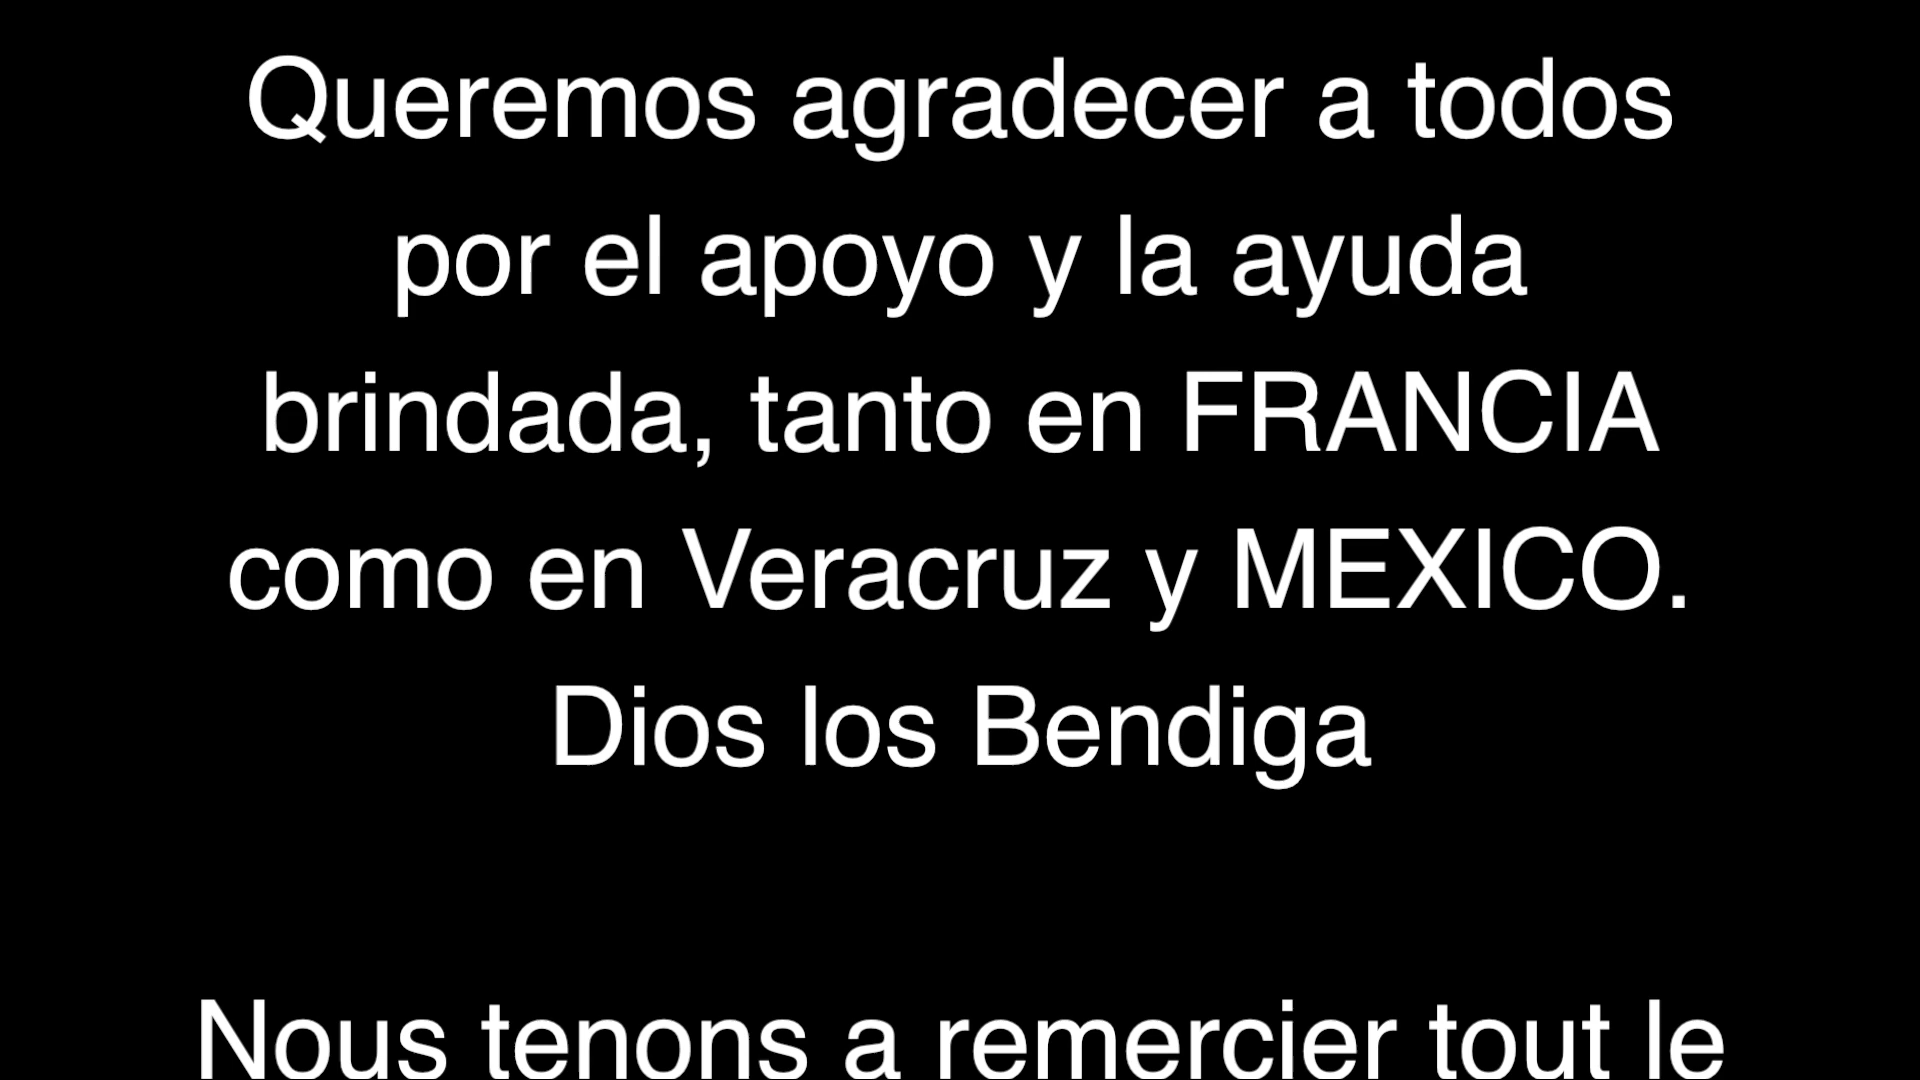 Queremos agradecer a todos
por el apoyo y la ayuda
brindada, tanto en FRANCIA
como en Veracruz y MEXICO.
Dios los Bendiga
Nous tenons a remercier tout le